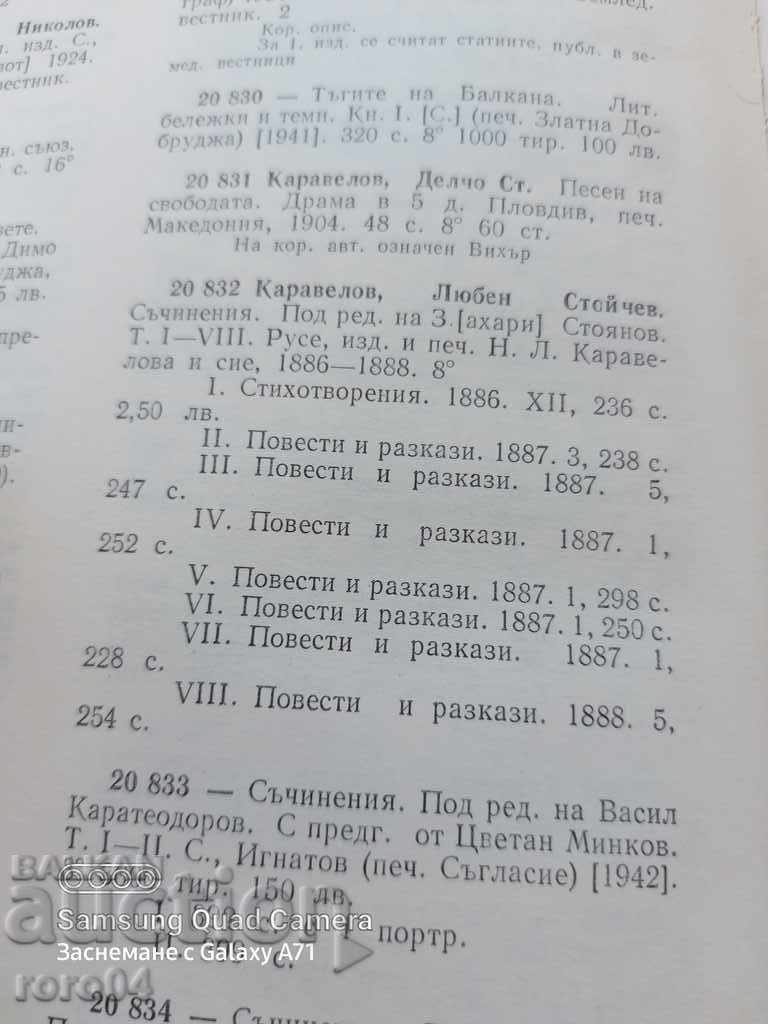 Николов.
изд. С.,
1924.
вестник.
н. съюз.
с. 16°
Димо
лв.
вестник. 2
Кор. опис.
За 1. изд. се считат статиите, публ. в зе-
мед. вестници
20 830 — Тъгите на Балкана. Лит.
бележки и теми. Кн. I. [С.] (печ. Златна До-
бруджа) [1941]. 320 с. 8° 1000 тир. 100 лв.
20 831 Каравелов, Делчо Ст. Песен на
свободата. Драма в 5 д. Пловдив, печ.
Македония, 1904. 48 с. 8° 60 ст.
На кор. авт. означен Вихър
20 832 Каравелов, Любен Стойчев.
Съчинения. Под ред. на З.[ахари] Стоянов.
Т. I—VIII. Русе, изд. и печ. Н. Л. Караве-
лова и сие, 1886—1888. 8°
I. Стихотворения. 1886. XII, 236 с.
2,50 лв.
II. Повести и разкази. 1887. 3, 238 с.
III. Повести и разкази. 1887. 5,
247 с.
IV. Повести и разкази. 1887. 1,
252 с.
V. Повести и разкази. 1887. 1, 298 с.
VI. Повести и разкази. 1887. 1, 250 с.
VII. Повести и разкази. 1887. 1,
228 с.
VIII. Повести и разкази. 1888. 5,
254 с.
20 833 — Съчинения. Под ред. на Васил
Каратеодоров. С предг. от Цветан Минков.
Т. I—II. С., Игнатов (печ. Съгласие) [1942].
тир. 150 лв.
I. с. 1 портр.
II. с.
20 834 —
Samsung Quad Camera
Заснемане с Galaxy A71
БАЛКАН
auction
roro04